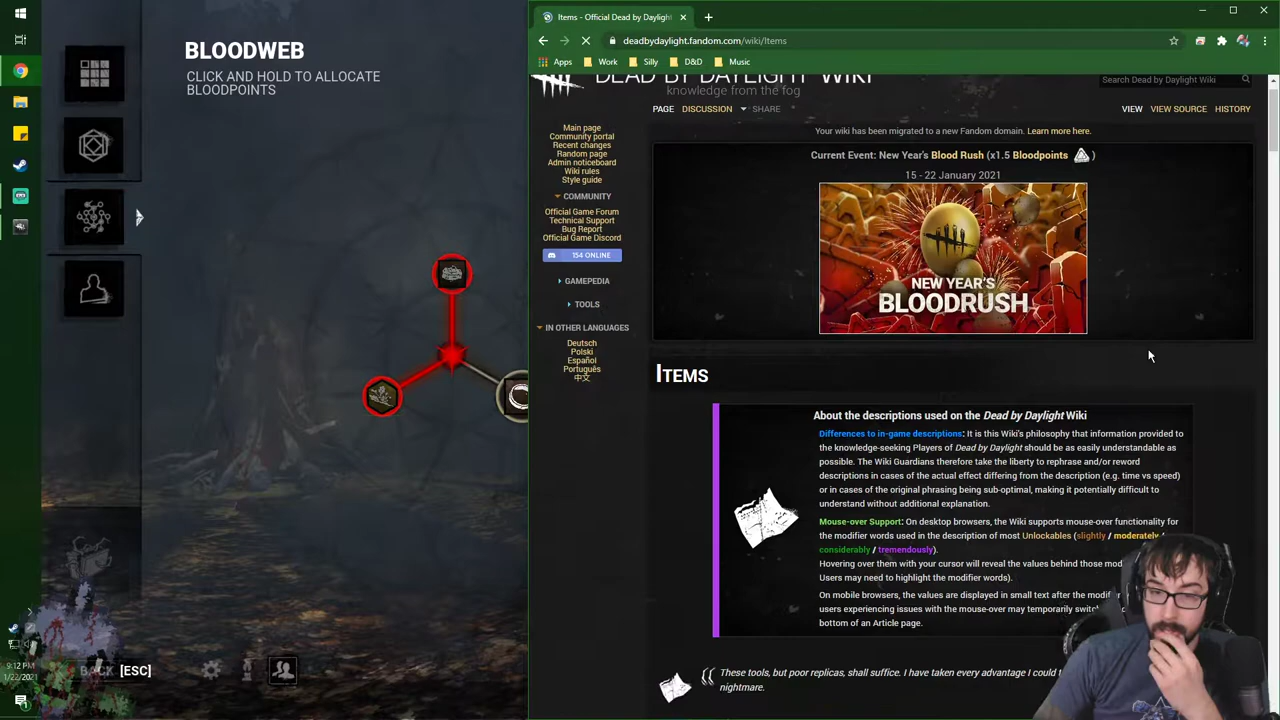 BLOODWEB
CLICK AND HOLD TO ALLOCATE
BLOODPOINTS
BACK [ESC]
9:12 PM
1/22/2021
Items - Official Dead by Daylight
deadbydaylight.fandom.com/wiki/Items
Apps Work Silly D&D Music
DEAD BY DAYLIGHT WIKI
knowledge from the fog
Search Dead by Daylight Wiki
PAGE DISCUSSION SHARE VIEW VIEW SOURCE HISTORY
Main page
Community portal
Recent changes
Random page
Admin noticeboard
Wiki rules
Style guide
COMMUNITY
Official Game Forum
Technical Support
Bug Report
Official Game Discord
154 ONLINE
GAMEPEDIA
TOOLS
IN OTHER LANGUAGES
Deutsch
Polski
Español
Português
中文
Your wiki has been migrated to a new Fandom domain. Learn more here.
Current Event: New Year's Blood Rush (x1.5 Bloodpoints )
15 - 22 January 2021
NEW YEAR'S
BLOODRUSH
ITEMS
About the descriptions used on the Dead by Daylight Wiki
Differences to in-game descriptions: It is this Wiki's philosophy that information provided to
the knowledge-seeking Players of Dead by Daylight should be as easily understandable as
possible. The Wiki Guardians therefore take the liberty to rephrase and/or reword
descriptions in cases of the actual effect differing from the description (e.g. time vs speed)
or in cases of the original phrasing being sub-optimal, making it potentially difficult to
understand without additional explanation.
Mouse-over Support: On desktop browsers, the Wiki supports mouse-over functionality for
the modifier words used in the description of most Unlockables (slightly / moderately /
considerably / tremendously).
Hovering over them with your cursor will reveal the values behind those mod
Users may need to highlight the modifier words).
On mobile browsers, the values are displayed in small text after the modif
users experiencing issues with the mouse-over may temporarily switc
bottom of an Article page.
These tools, but poor replicas, shall suffice. I have taken every advantage I could t
nightmare.